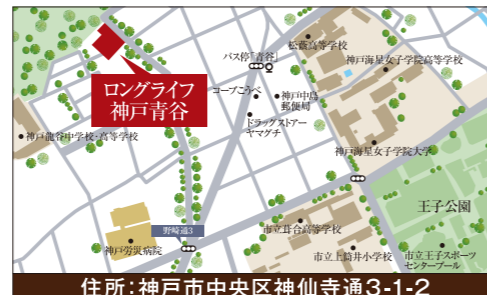 松蔭高等学校
バス停「青谷」
神戸海星女子学院高等学校
ロングライフ
神戸青谷
コープこうべ
神戸中島
郵便局
ドラッグストアー
ヤマグチ
神戸龍谷中学校・高等学校
神戸海星女子学院大学
王子公園
野崎通3
市立葺合高等学校
神戸労災病院
市立上筒井小学校
市立王子スポーツ
センタープール
住所:神戸市中央区神仙寺通3-1-2